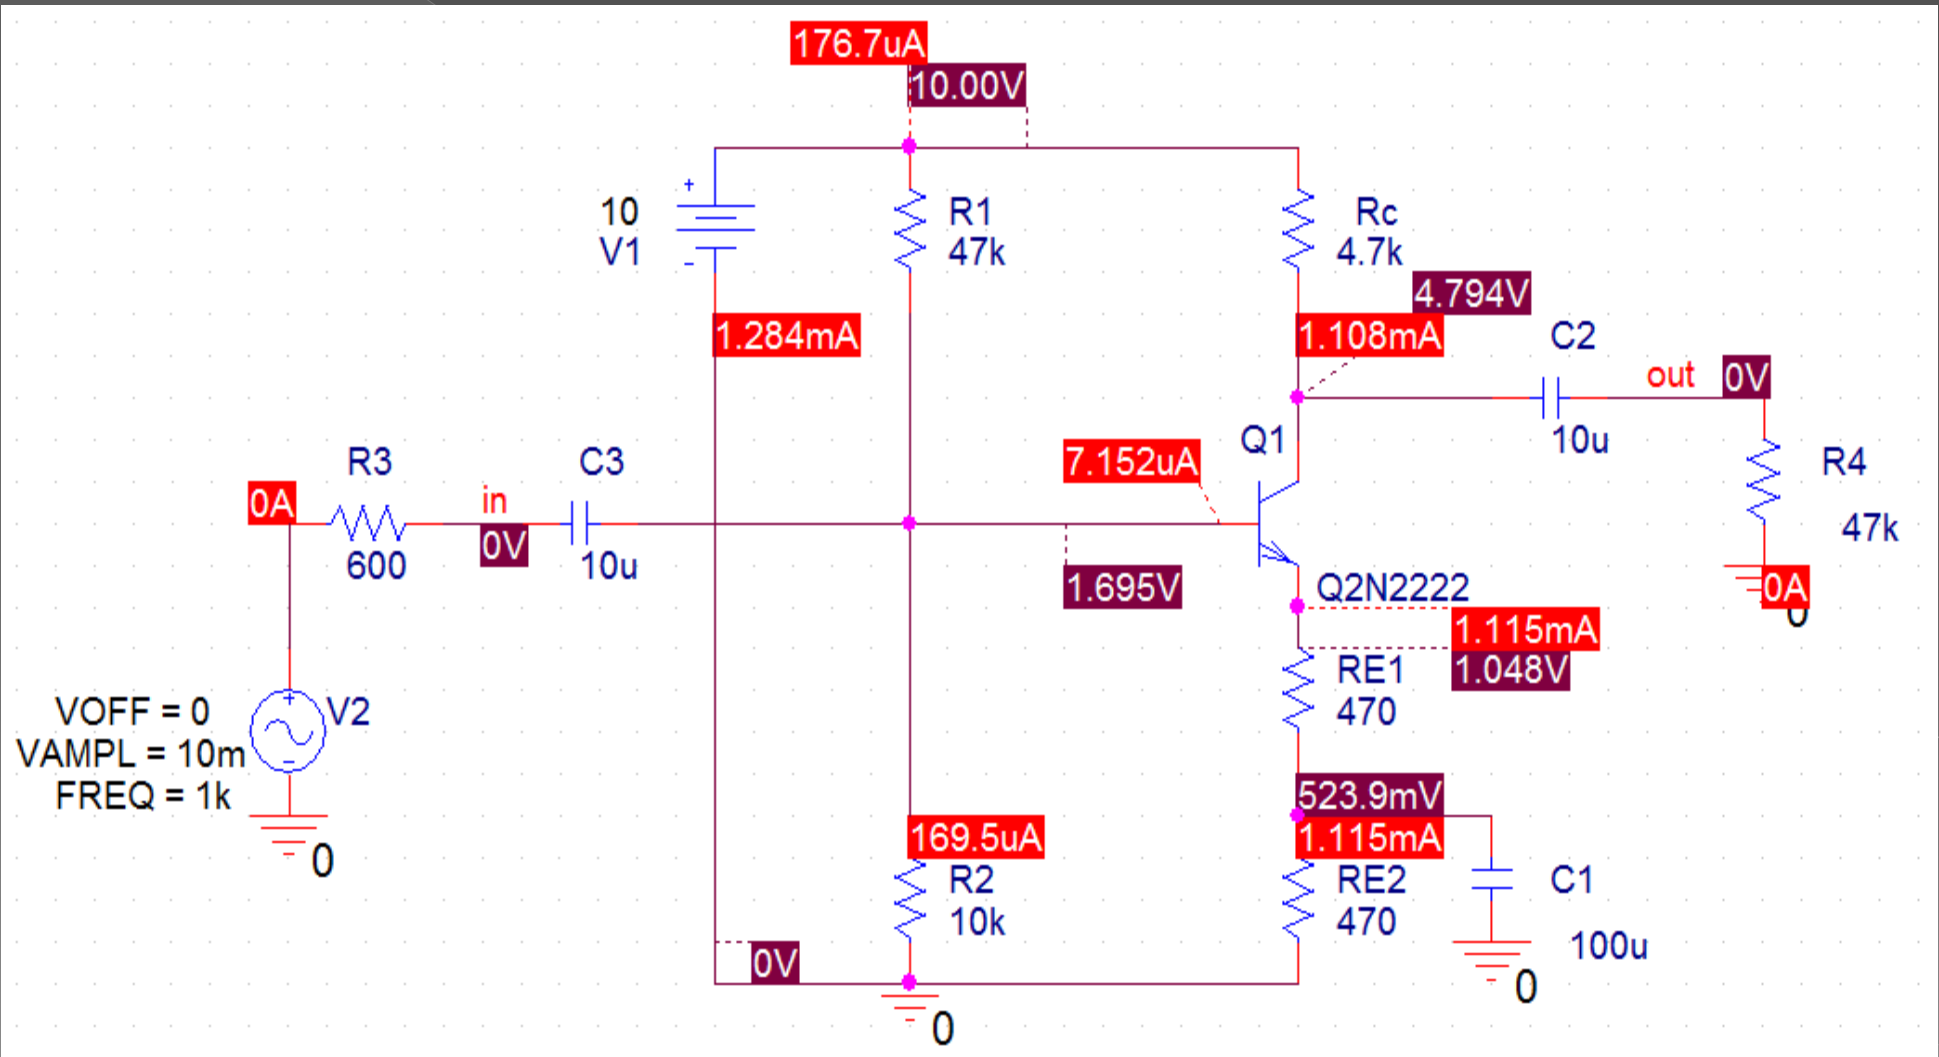 176.7uA
10.00V
+
10
V1
-
R1
47k
Rc
4.7k
4.794V
1.284mA
1.108mA
C2
out
0V
10u
Q1
R3
C3
7.152uA
R4
0A
in
0V
600
10u
47k
1.695V
Q2N2222
0A
0
1.115mA
RE1
1.048V
470
VOFF = 0
V2
+
VAMPL = 10m
-
FREQ = 1k
0
523.9mV
169.5uA
1.115mA
R2
10k
RE2
470
C1
100u
0V
0
0